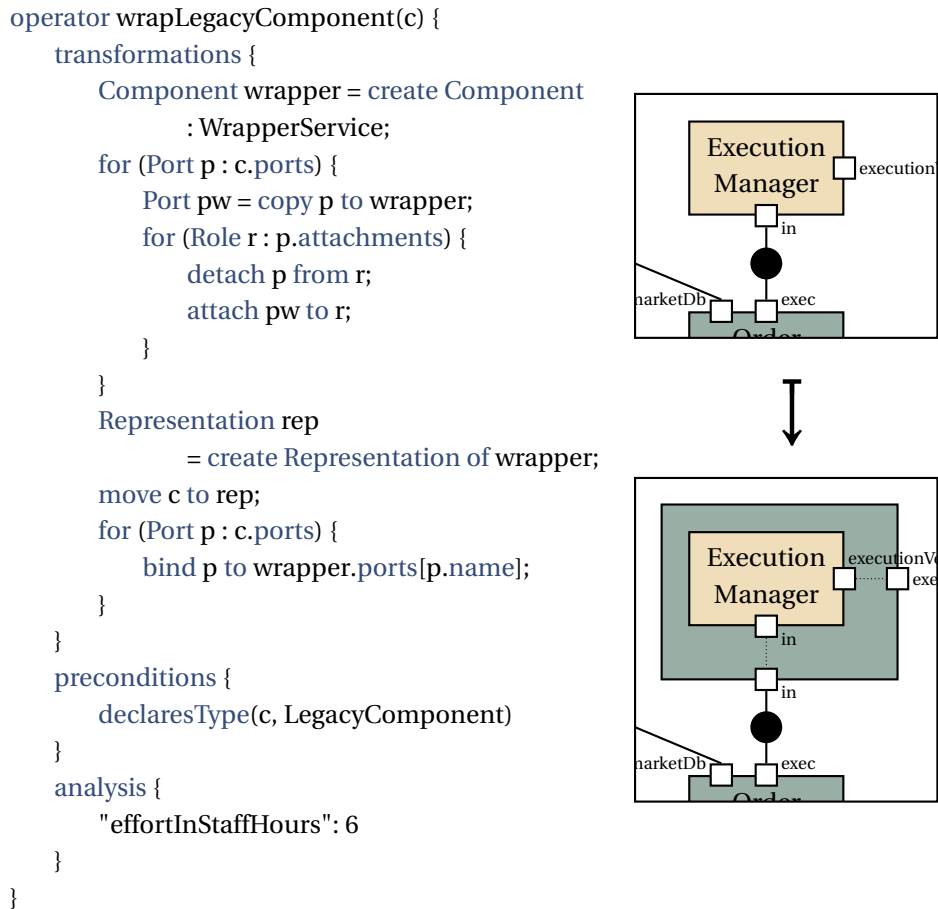 operator wrapLegacyComponent(c) {
transformations {
Component wrapper = create Component
: WrapperService;
for (Port p : c.ports) {
Port pw = copy p to wrapper;
for (Role r : p.attachments) {
detach p from r;
attach pw to r;
}
}
Representation rep
= create Representation of wrapper;
move c to rep;
for (Port p : c.ports) {
bind p to wrapper.ports[p.name];
}
}
preconditions {
declaresType(c, LegacyComponent)
}
analysis {
"effortInStaffHours": 6
}
}
Execution
Manager
in
exec
Order
Execution
Manager
in
in
exec
Order